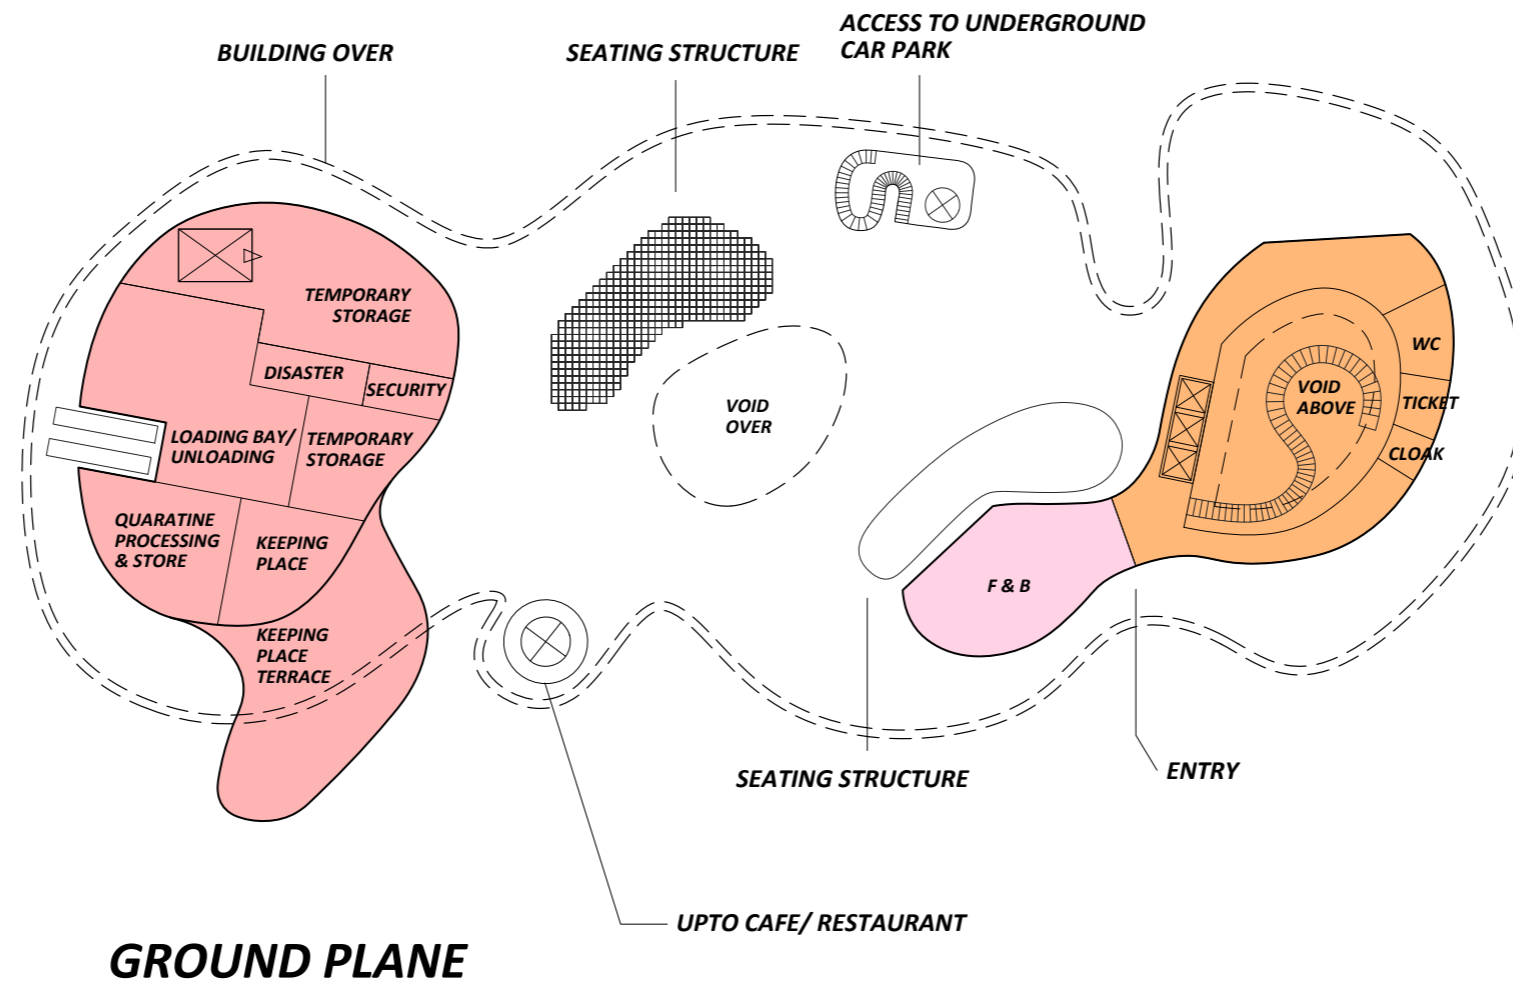 ACCESS TO UNDERGROUND
CAR PARK
BUILDING OVER
SEATING STRUCTURE
TEMPORARY
STORAGE
DISASTER
SECURITY
LOADING BAY/
UNLOADING
TEMPORARY
STORAGE
QUARATINE
PROCESSING
& STORE
KEEPING
PLACE
KEEPING
PLACE
TERRACE
VOID
OVER
WC
VOID
ABOVE
TICKET
CLOAK
F & B
SEATING STRUCTURE
ENTRY
UPTO CAFE/ RESTAURANT
GROUND PLANE